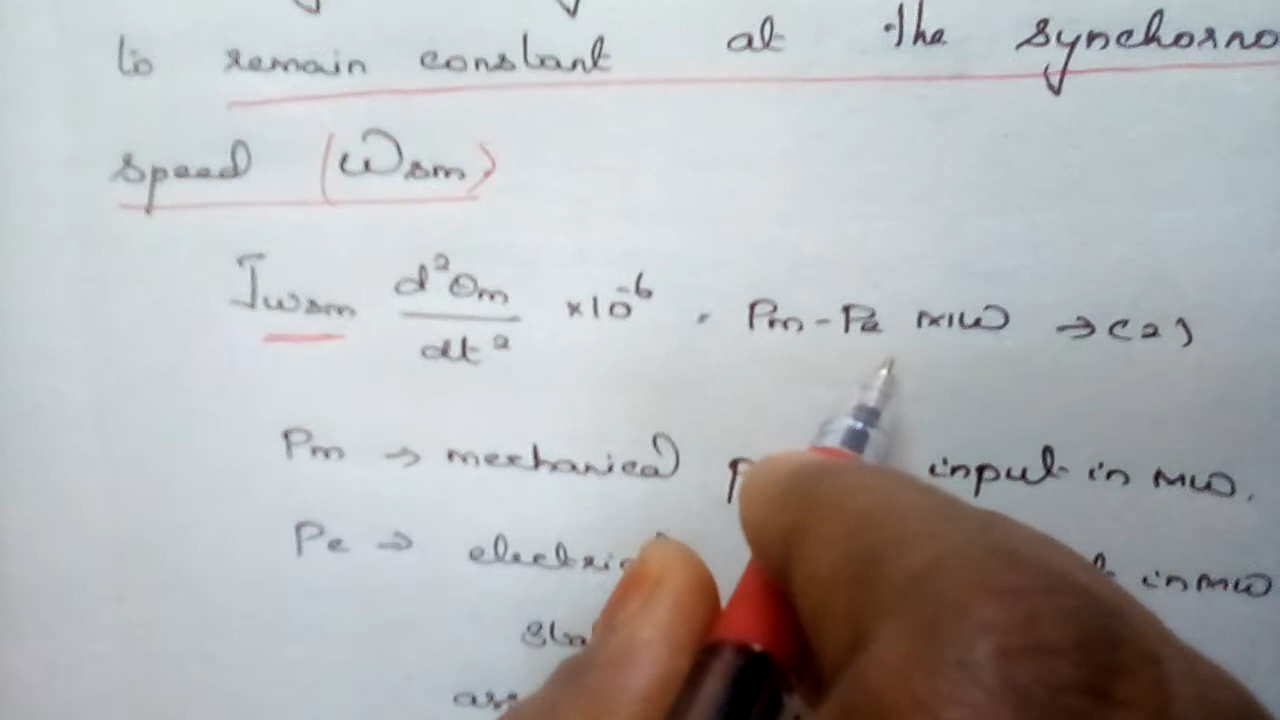 to remain constant at the synchorno
speed (ωsm)
Jωsm d²θm/dt² ×10⁻⁶ = Pm - Pe MW → (2)
Pm → mechanical input in MW.
Pe → in MW